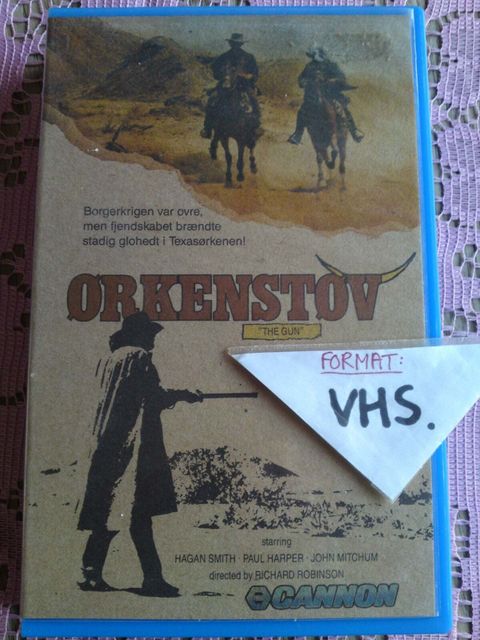 Borgerkrigen var ovre,
men fjendskabet brændte
stadig glohedt i Texasørkenen!
ØRKENSTØV
"THE GUN"
FORMAT:
VHS.
starring
HAGAN SMITH · PAUL HARPER · JOHN MITCHUM
directed by RICHARD ROBINSON
CANNON